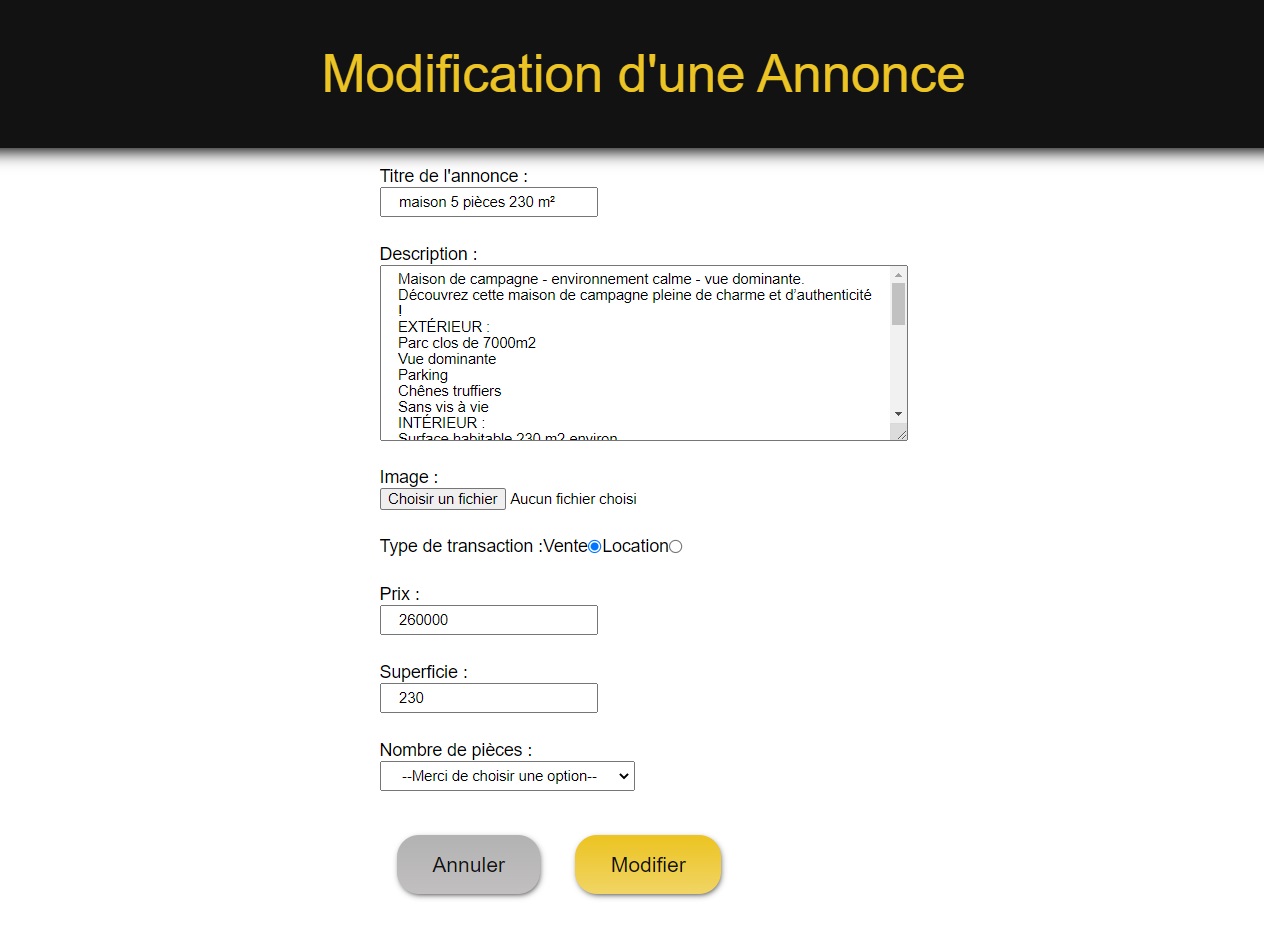 Modification d'une Annonce
Titre de l'annonce :
maison 5 pièces 230 m²
Description :
Maison de campagne - environnement calme - vue dominante.
Découvrez cette maison de campagne pleine de charme et d’authenticité
!
EXTÉRIEUR :
Parc clos de 7000m2
Vue dominante
Parking
Chênes truffiers
Sans vis à vie
INTÉRIEUR :
Surface habitable 230 m2 environ
Image :
Choisir un fichier Aucun fichier choisi
Type de transaction :Vente Location
Prix :
260000
Superficie :
230
Nombre de pièces :
--Merci de choisir une option--
Annuler Modifier